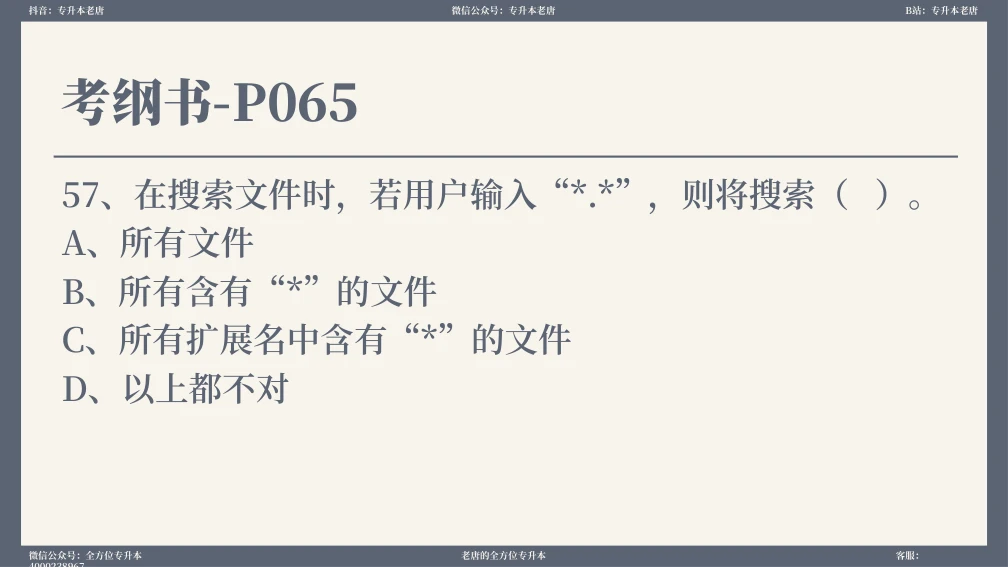 抖音：专升本老唐
微信公众号：专升本老唐
B站：专升本老唐
考纲书-P065
57、在搜索文件时，若用户输入“*.*”，则将搜索（ ）。
A、所有文件
B、所有含有“*”的文件
C、所有扩展名中含有“*”的文件
D、以上都不对
微信公众号：全方位专升本
老唐的全方位专升本
客服：
4000238967